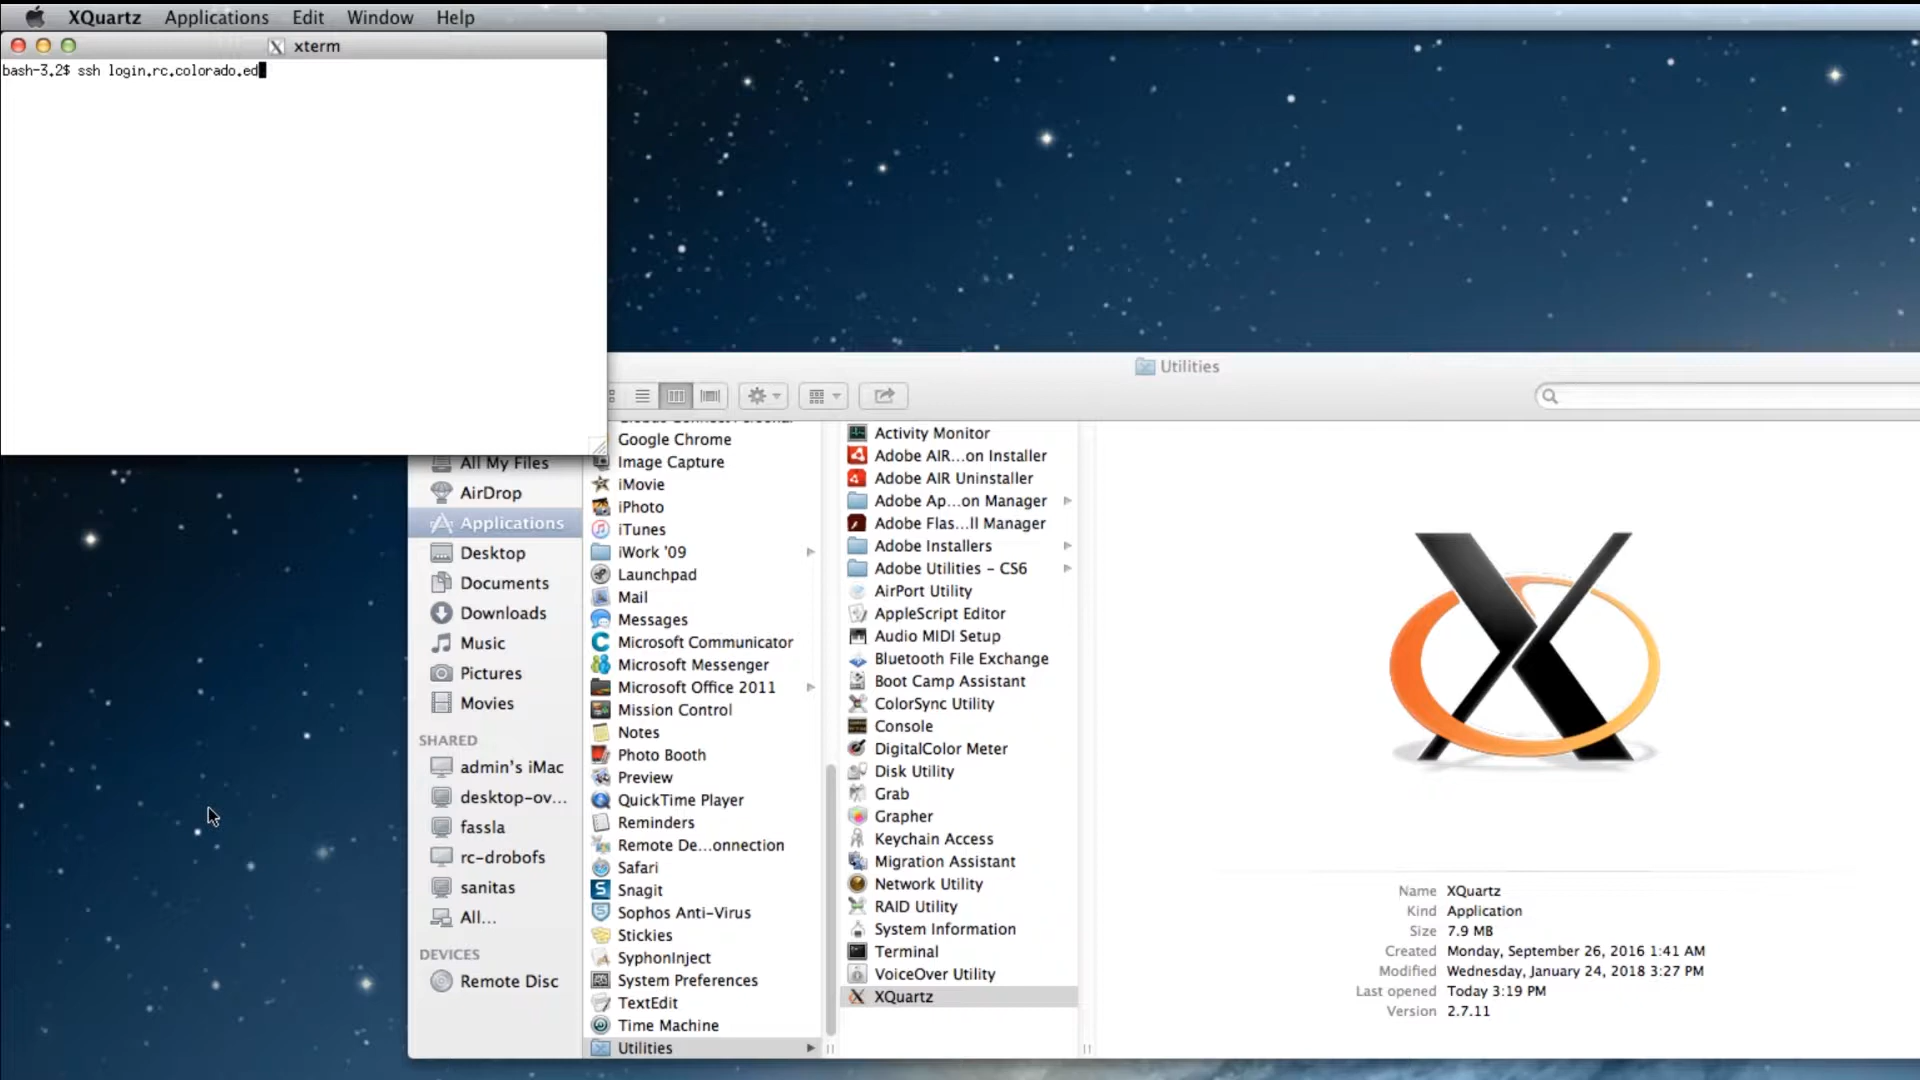 XQuartz Applications Edit Window Help
xterm
bash-3.2$ ssh login.rc.colorado.ed
Utilities
All My Files
AirDrop
Applications
Desktop
Documents
Downloads
Music
Pictures
Movies
SHARED
admin's iMac
desktop-ov...
fassla
rc-drobofs
sanitas
All...
DEVICES
Remote Disc
Google Chrome
Image Capture
iMovie
iPhoto
iTunes
iWork '09
Launchpad
Mail
Messages
Microsoft Communicator
Microsoft Messenger
Microsoft Office 2011
Mission Control
Notes
Photo Booth
Preview
QuickTime Player
Reminders
Remote De...onnection
Safari
Snagit
Sophos Anti-Virus
Stickies
SyphonInject
System Preferences
TextEdit
Time Machine
Utilities
Activity Monitor
Adobe AIR...on Installer
Adobe AIR Uninstaller
Adobe Ap...on Manager
Adobe Flas...ll Manager
Adobe Installers
Adobe Utilities - CS6
AirPort Utility
AppleScript Editor
Audio MIDI Setup
Bluetooth File Exchange
Boot Camp Assistant
ColorSync Utility
Console
DigitalColor Meter
Disk Utility
Grab
Grapher
Keychain Access
Migration Assistant
Network Utility
RAID Utility
System Information
Terminal
VoiceOver Utility
XQuartz
Name XQuartz
Kind Application
Size 7.9 MB
Created Monday, September 26, 2016 1:41 AM
Modified Wednesday, January 24, 2018 3:27 PM
Last opened Today 3:19 PM
Version 2.7.11